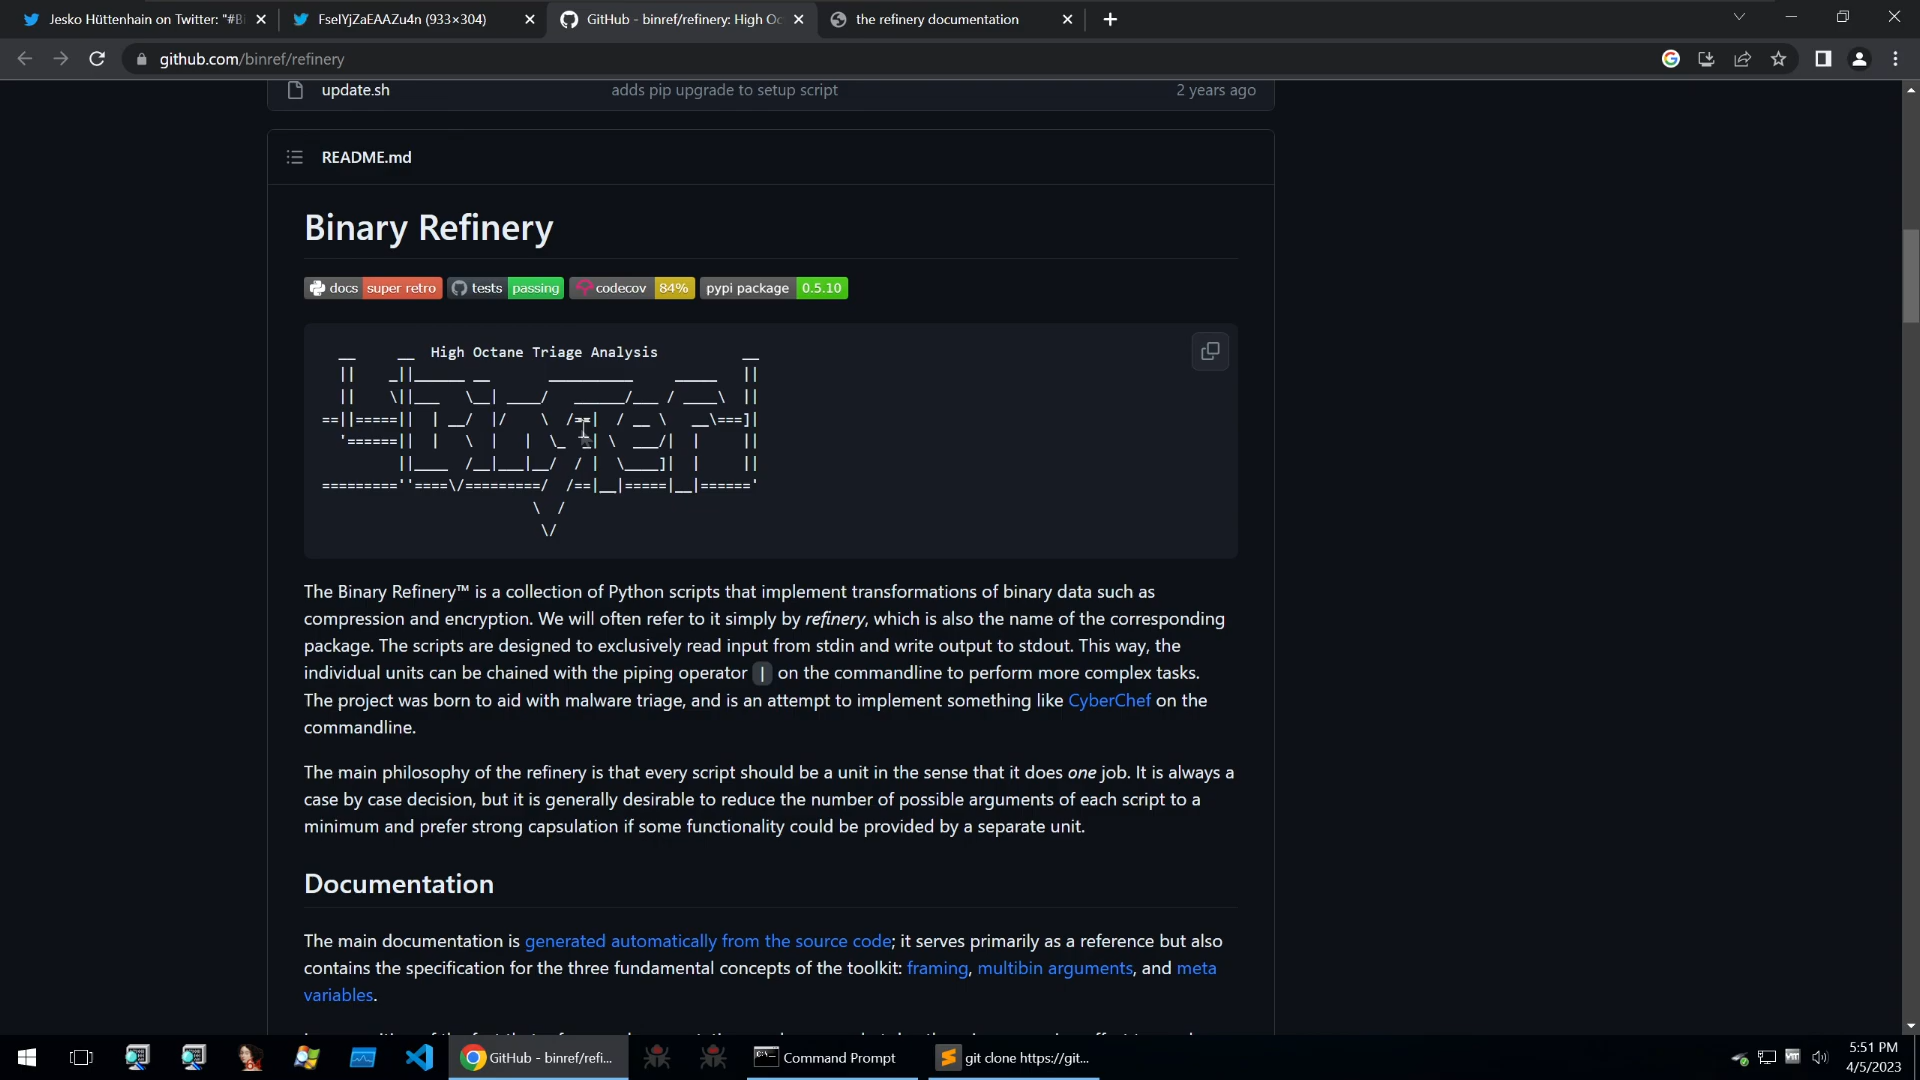 Jesko Hüttenhain on Twitter: "#Bi
FseIYjZaEAAZu4n (933×304)
GitHub - binref/refinery: High Oc
the refinery documentation
github.com/binref/refinery
update.sh
adds pip upgrade to setup script
2 years ago
README.md
Binary Refinery
docs super retro
tests passing
codecov 84%
pypi package 0.5.10
High Octane Triage Analysis
The Binary Refinery™ is a collection of Python scripts that implement transformations of binary data such as
compression and encryption. We will often refer to it simply by refinery, which is also the name of the corresponding
package. The scripts are designed to exclusively read input from stdin and write output to stdout. This way, the
individual units can be chained with the piping operator | on the commandline to perform more complex tasks.
The project was born to aid with malware triage, and is an attempt to implement something like CyberChef on the
commandline.
The main philosophy of the refinery is that every script should be a unit in the sense that it does one job. It is always a
case by case decision, but it is generally desirable to reduce the number of possible arguments of each script to a
minimum and prefer strong capsulation if some functionality could be provided by a separate unit.
Documentation
The main documentation is generated automatically from the source code; it serves primarily as a reference but also
contains the specification for the three fundamental concepts of the toolkit: framing, multibin arguments, and meta
variables.
GitHub - binref/refi...
Command Prompt
git clone https://git...
5:51 PM
4/5/2023